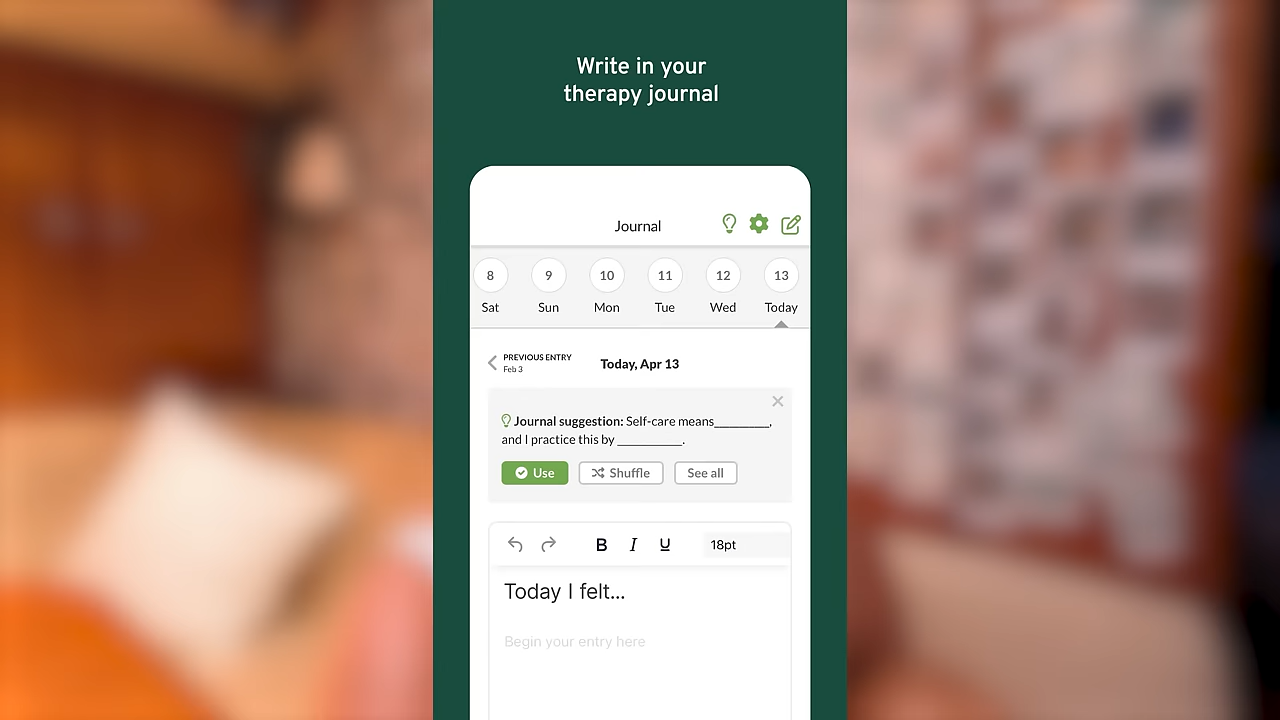 Write in your
therapy journal
Journal
8 9 10 11 12 13
Sat Sun Mon Tue Wed Today
PREVIOUS ENTRY
Feb 3
Today, Apr 13
Journal suggestion: Self-care means_________,
and I practice this by __________.
Use Shuffle See all
B I U 18pt
Today I felt...
Begin your entry here